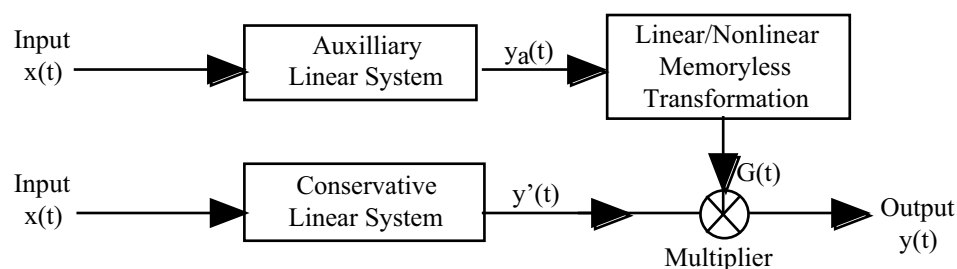 Input
x(t)
Auxilliary
Linear System
ya(t)
Linear/Nonlinear
Memoryless
Transformation
G(t)
Input
x(t)
Conservative
Linear System
y’(t)
Multiplier
Output
y(t)